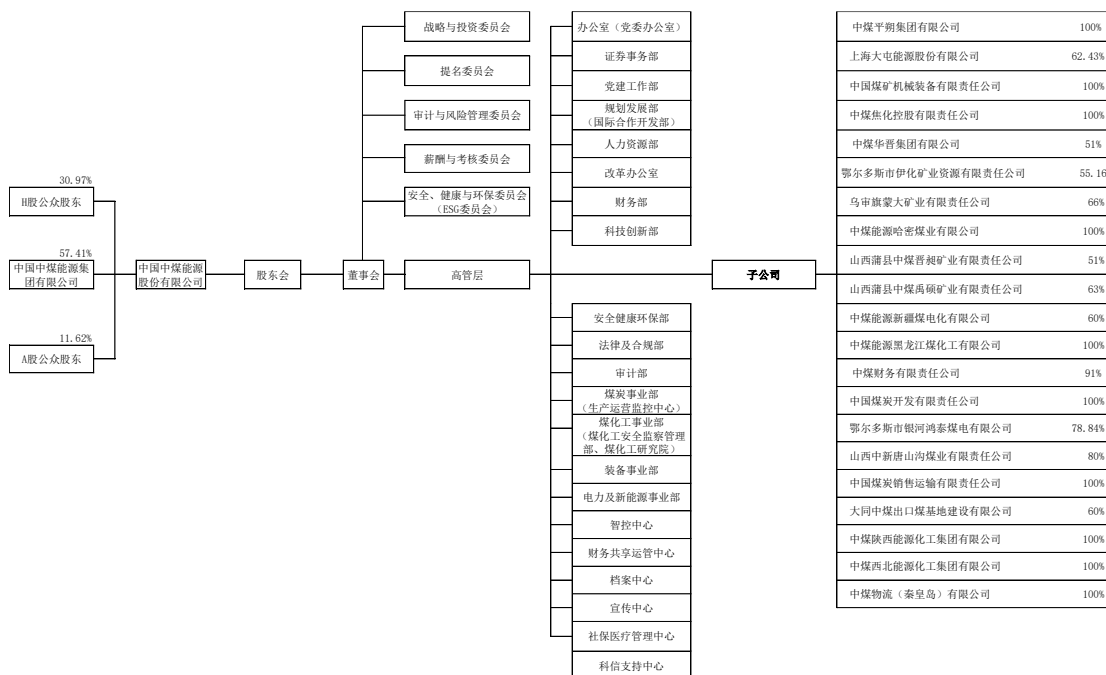 30.97%
H股公众股东
57.41%
中国中煤能源集
团有限公司
11.62%
A股公众股东
中国中煤能源
股份有限公司
股东会
董事会
战略与投资委员会
提名委员会
审计与风险管理委员会
薪酬与考核委员会
安全、健康与环保委员会
（ESG委员会）
高管层
办公室（党委办公室）
证券事务部
党建工作部
规划发展部
（国际合作开发部）
人力资源部
改革办公室
财务部
科技创新部
安全健康环保部
法律及合规部
审计部
煤炭事业部
（生产运营监控中心）
煤化工事业部
（煤化工安全监察管理
部、煤化工研究院）
装备事业部
电力及新能源事业部
智控中心
财务共享运管中心
档案中心
宣传中心
社保医疗管理中心
科信支持中心
子公司
中煤平朔集团有限公司 100%
上海大屯能源股份有限公司 62.43%
中国煤矿机械装备有限责任公司 100%
中煤焦化控股有限责任公司 100%
中煤华晋集团有限公司 51%
鄂尔多斯市伊化矿业资源有限责任公司 55.16
乌审旗蒙大矿业有限责任公司 66%
中煤能源哈密煤业有限公司 100%
山西蒲县中煤晋昶矿业有限责任公司 51%
山西蒲县中煤禹硕矿业有限责任公司 63%
中煤能源新疆煤电化有限公司 60%
中煤能源黑龙江煤化工有限公司 100%
中煤财务有限责任公司 91%
中国煤炭开发有限责任公司 100%
鄂尔多斯市银河鸿泰煤电有限公司 78.84%
山西中新唐山沟煤业有限责任公司 80%
中国煤炭销售运输有限责任公司 100%
大同中煤出口煤基地建设有限公司 60%
中煤陕西能源化工集团有限公司 100%
中煤西北能源化工集团有限公司 100%
中煤物流（秦皇岛）有限公司 100%